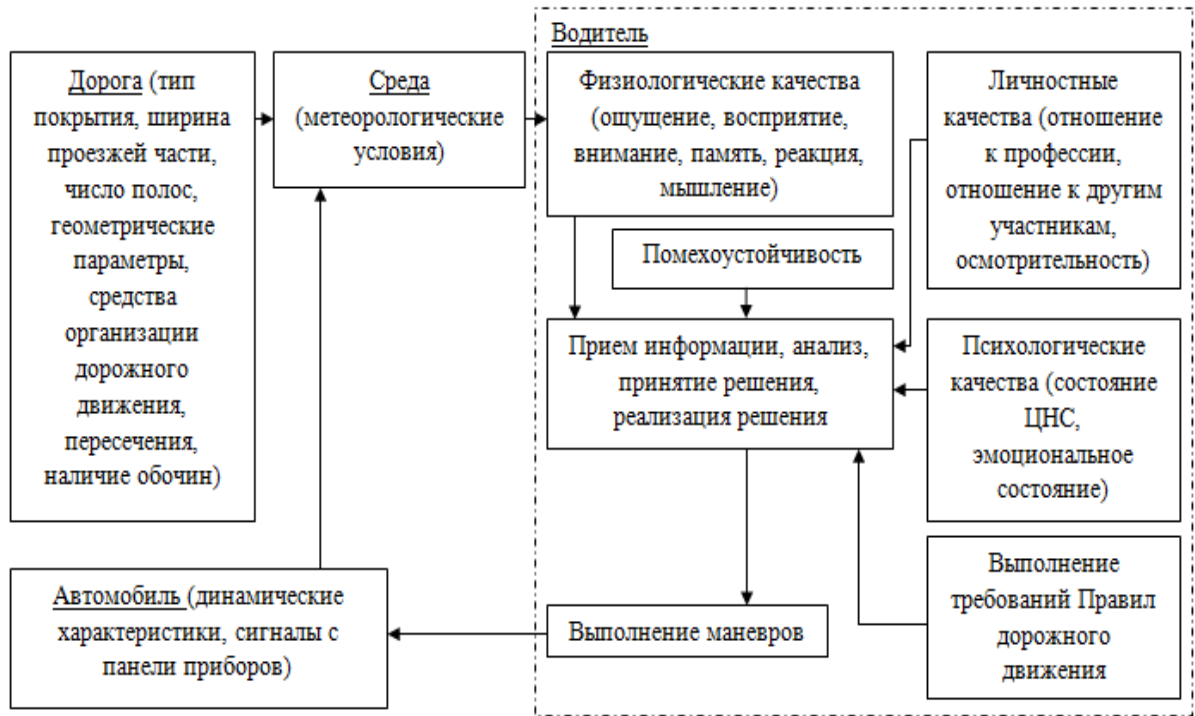 Водитель
Дорога (тип
покрытия, ширина
проезжей части,
число полос,
геометрические
параметры,
средства
организации
дорожного
движения,
пересечения,
наличие обочин)
Среда
(метеорологические
условия)
Физиологические качества
(ощущение, восприятие,
внимание, память, реакция,
мышление)
Личностные
качества (отношение
к профессии,
отношение к другим
участникам,
осмотрительность)
Помехоустойчивость
Прием информации, анализ,
принятие решения,
реализация решения
Психологические
качества (состояние
ЦНС,
эмоциональное
состояние)
Автомобиль (динамические
характеристики, сигналы с
панели приборов)
Выполнение маневров
Выполнение
требований Правил
дорожного
движения